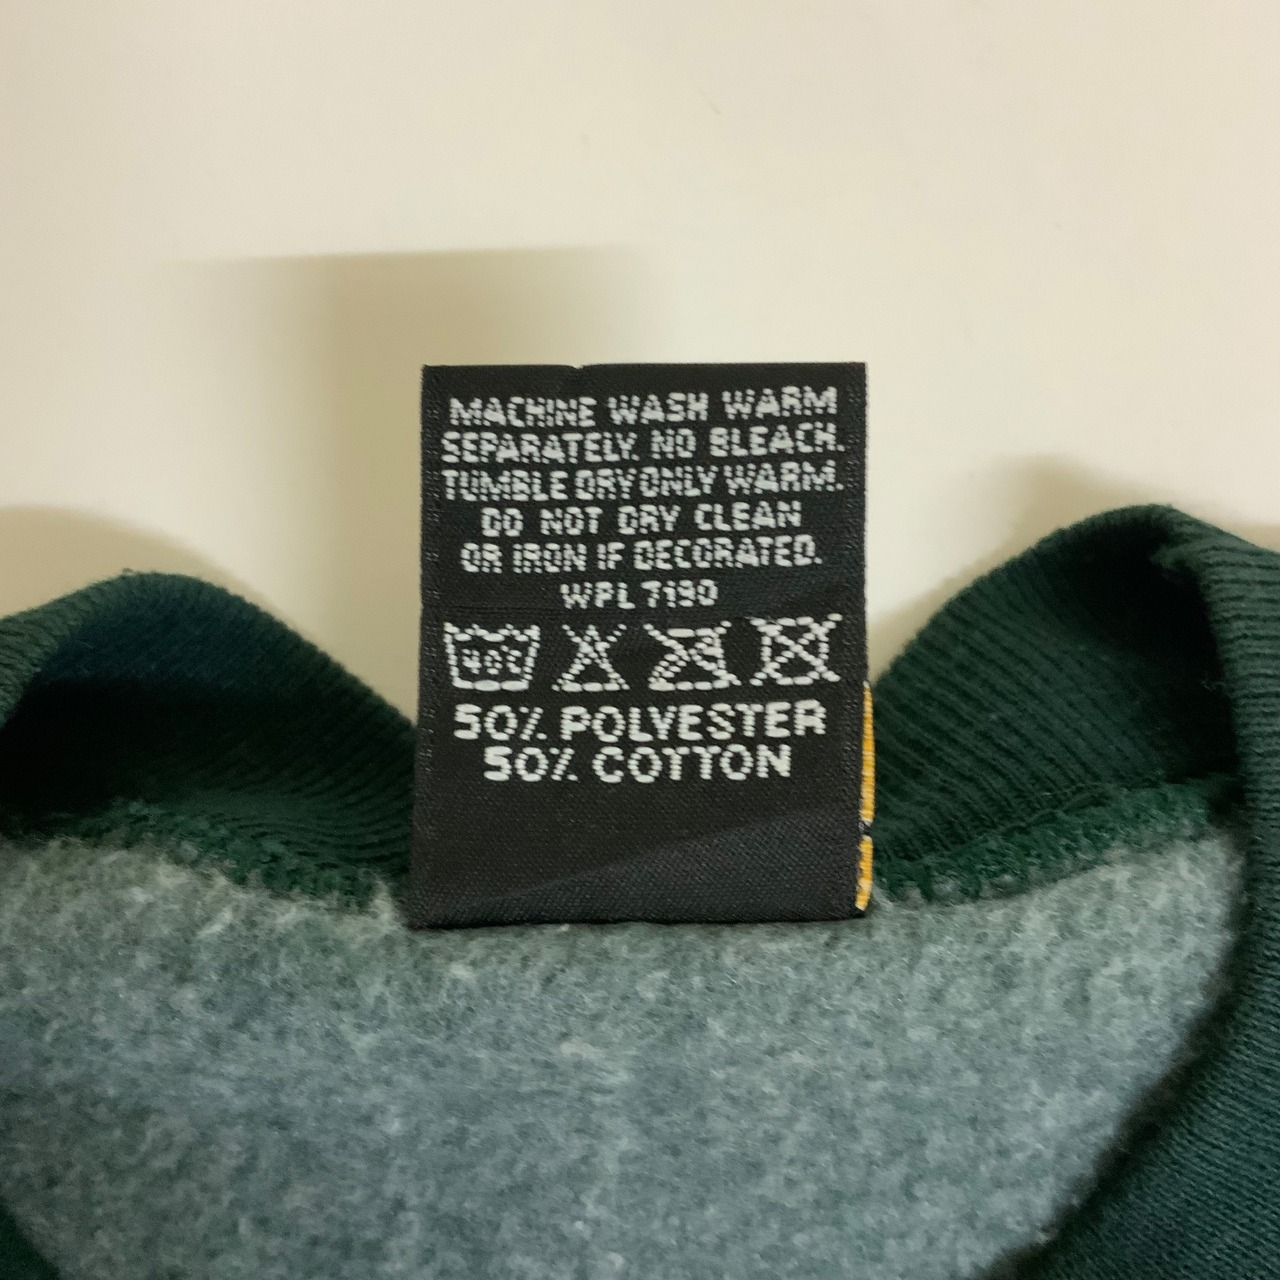 MACHINE WASH WARM
SEPARATELY. NO BLEACH.
TUMBLE DRY ONLY WARM.
DO NOT DRY CLEAN
OR IRON IF DECORATED.
WPL 7190
40C
50% POLYESTER
50% COTTON